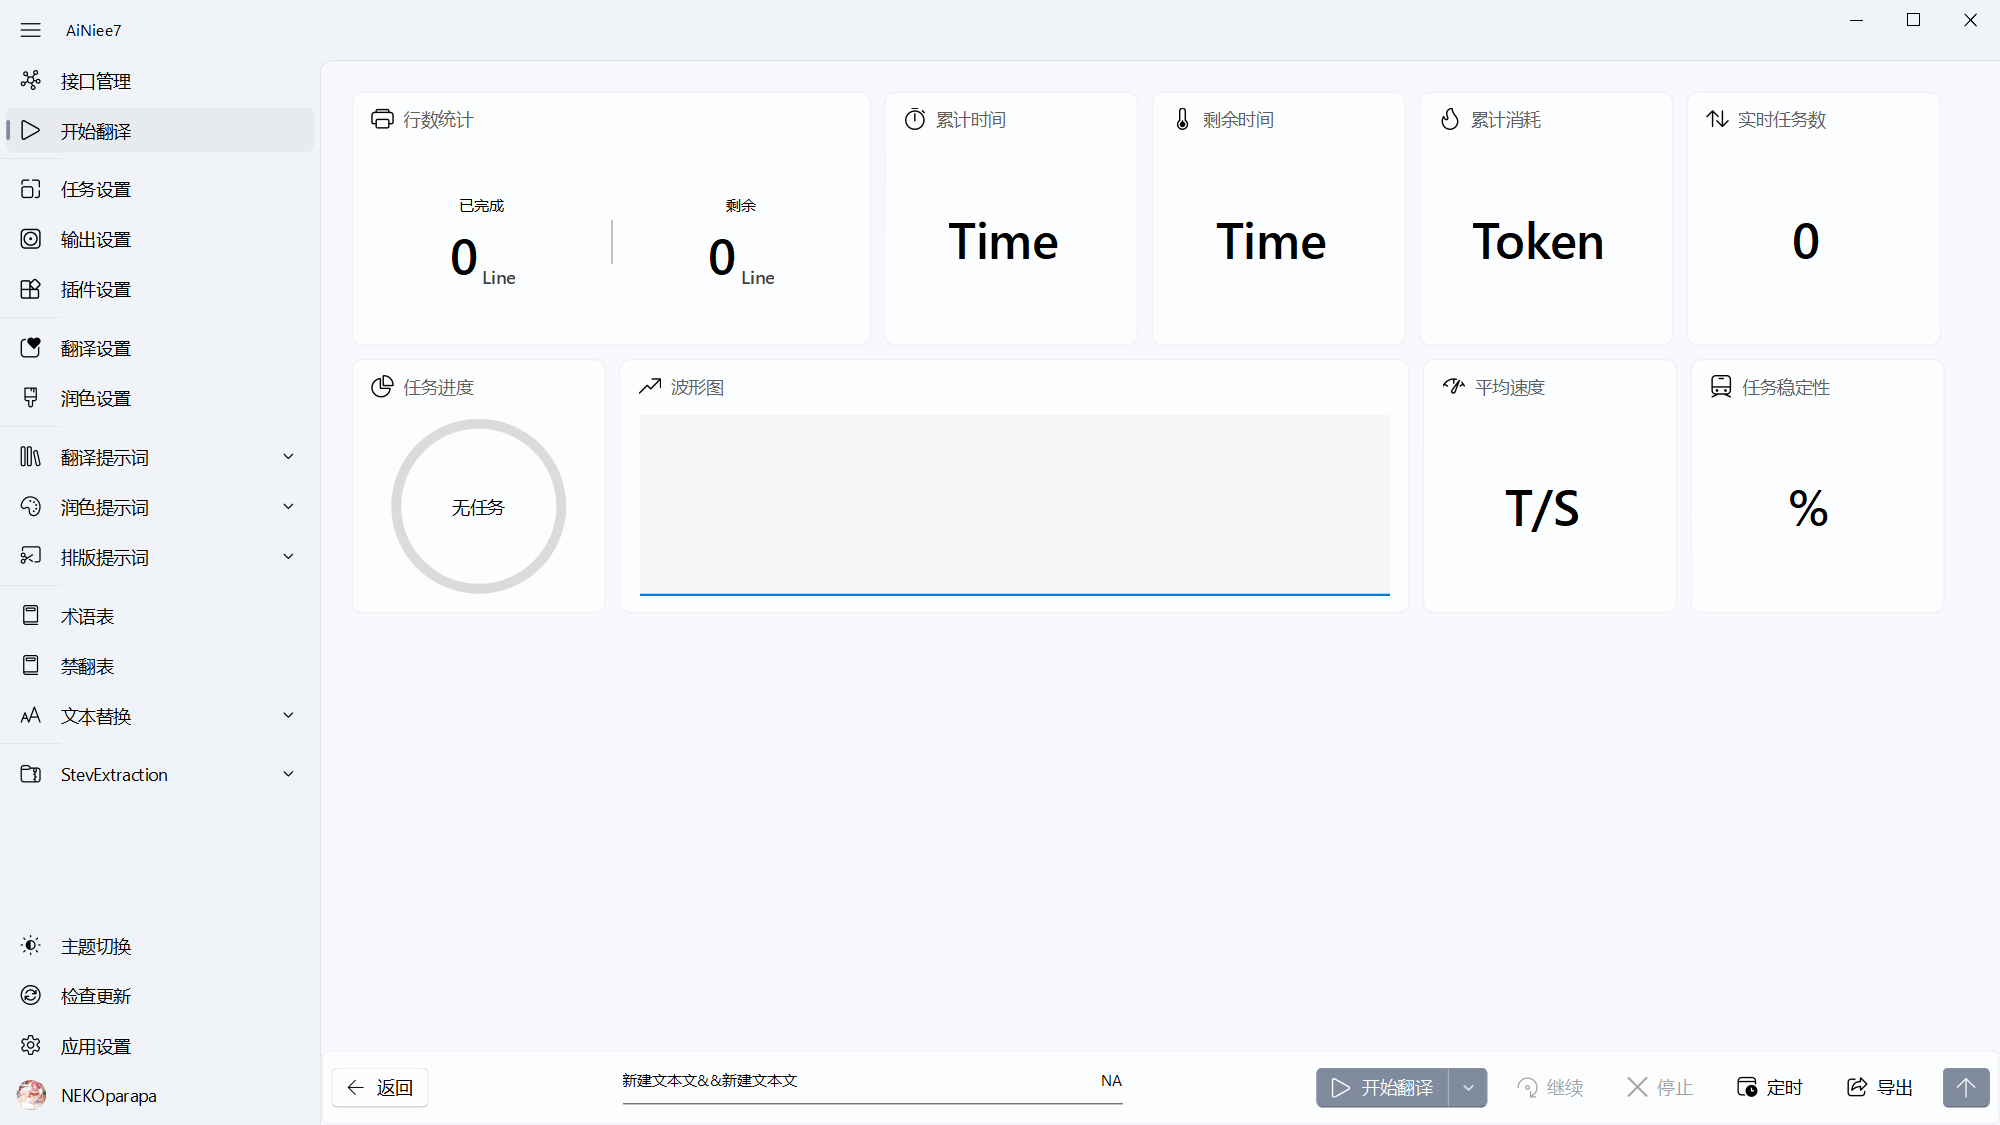 AiNiee7
接口管理
开始翻译
任务设置
输出设置
插件设置
翻译设置
润色设置
翻译提示词
润色提示词
排版提示词
术语表
禁翻表
文本替换
StevExtraction
主题切换
检查更新
应用设置
NEKOparapa
行数统计
已完成
0 Line
剩余
0 Line
累计时间
Time
剩余时间
Time
累计消耗
Token
实时任务数
0
任务进度
无任务
波形图
平均速度
T/S
任务稳定性
%
返回
新建文本文&&新建文本文
NA
开始翻译
继续
停止
定时
导出